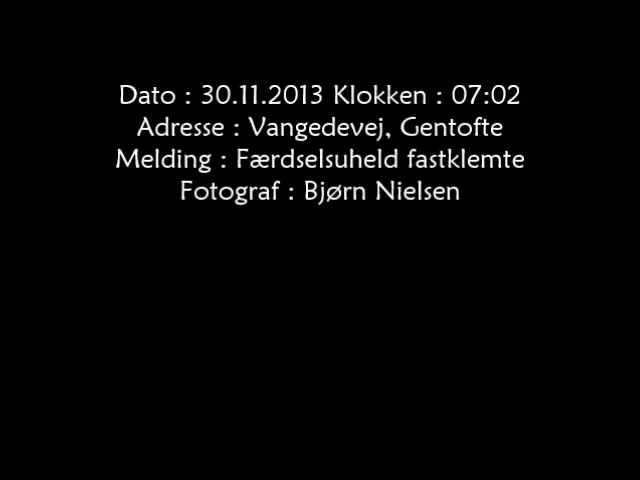 Dato : 30.11.2013 Klokken : 07:02
Adresse : Vangedevej, Gentofte
Melding : Færdselsuheld fastklemte
Fotograf : Bjørn Nielsen